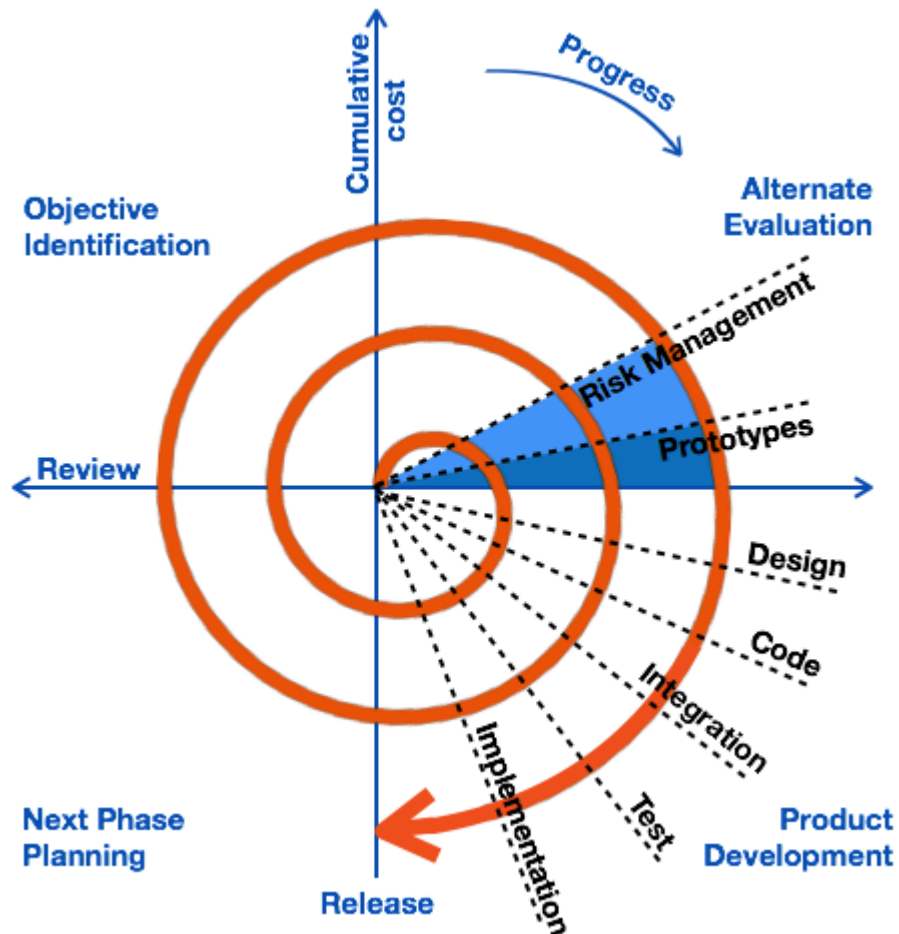 Cumulative
cost
Progress
Objective
Identification
Alternate
Evaluation
Risk Management
Prototypes
Review
Design
Code
Integration
Test
Implementation
Next Phase
Planning
Product
Development
Release